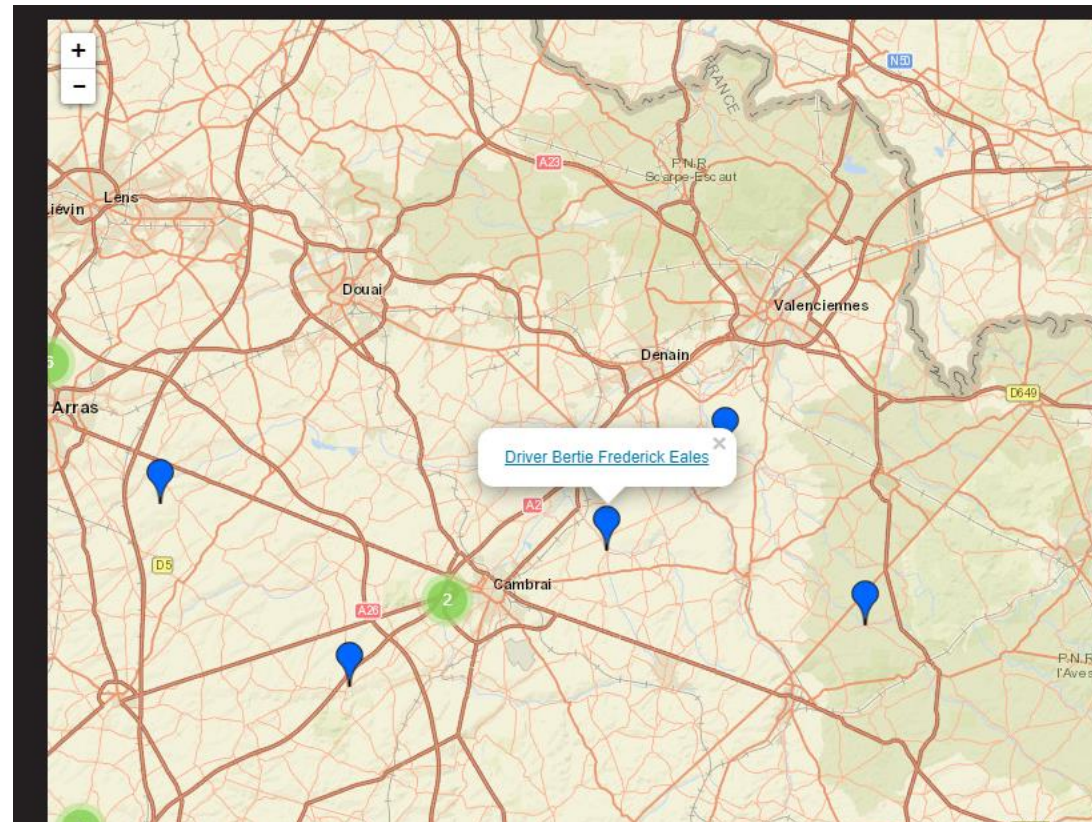 +
−
N50
FRANCE
A23
P.N.R
Scarpe-Escaut
Lens
Liévin
Douai
Valenciennes
Denain
D649
Arras
×
Driver Bertie Frederick Eales
A2
D5
Cambrai
2
A26
P.N.R
l'Aves